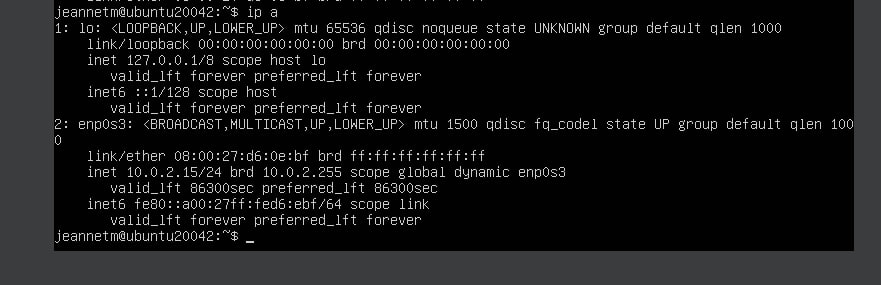 jeannetm@ubuntu20042:~$ ip a
1: lo: <LOOPBACK,UP,LOWER_UP> mtu 65536 qdisc noqueue state UNKNOWN group default qlen 1000
    link/loopback 00:00:00:00:00:00 brd 00:00:00:00:00:00
    inet 127.0.0.1/8 scope host lo
       valid_lft forever preferred_lft forever
    inet6 ::1/128 scope host
       valid_lft forever preferred_lft forever
2: enp0s3: <BROADCAST,MULTICAST,UP,LOWER_UP> mtu 1500 qdisc fq_codel state UP group default qlen 100
0
    link/ether 08:00:27:d6:0e:bf brd ff:ff:ff:ff:ff:ff
    inet 10.0.2.15/24 brd 10.0.2.255 scope global dynamic enp0s3
       valid_lft 86300sec preferred_lft 86300sec
    inet6 fe80::a00:27ff:fed6:ebf/64 scope link
       valid_lft forever preferred_lft forever
jeannetm@ubuntu20042:~$ _